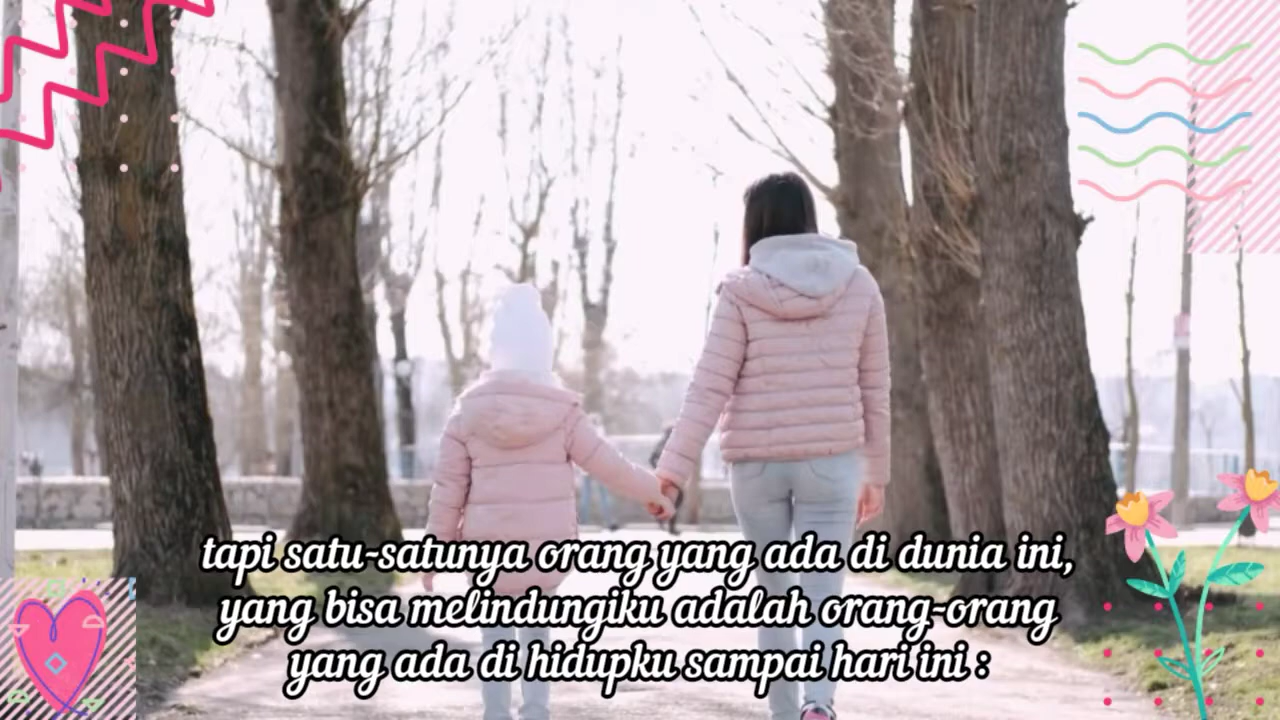 tapi satu-satunya orang yang ada di dunia ini,
yang bisa melindungiku adalah orang-orang
yang ada di hidupku sampai hari ini :